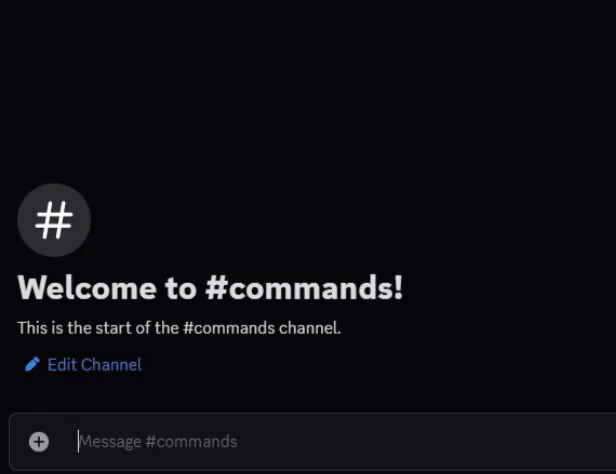 #
Welcome to #commands!
This is the start of the #commands channel.
Edit Channel
Message #commands